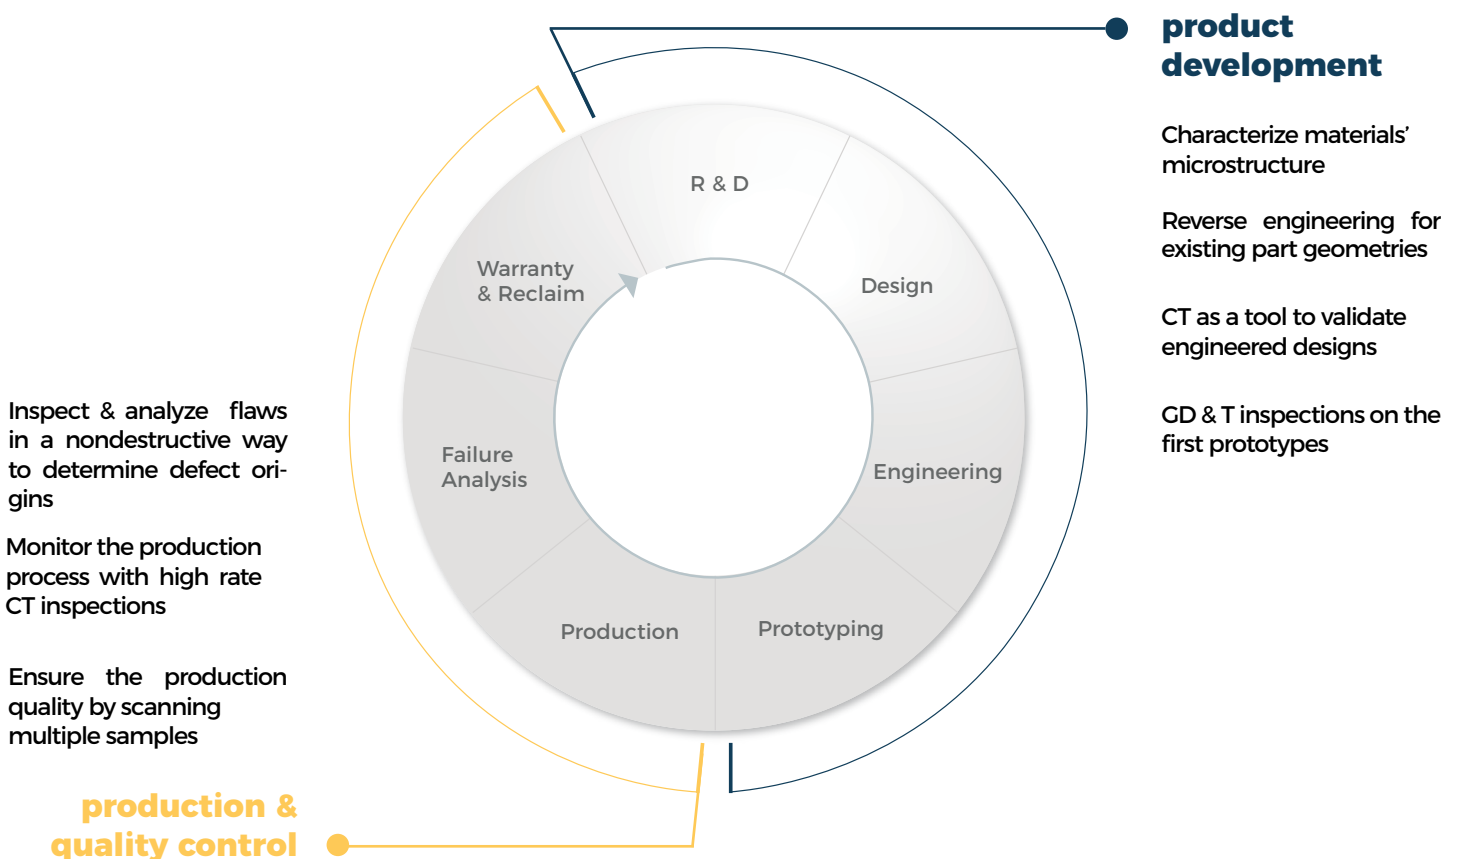 product
development
Characterize materials’
microstructure
Reverse engineering for
existing part geometries
CT as a tool to validate
engineered designs
GD & T inspections on the
first prototypes
R & D
Design
Engineering
Prototyping
Production
Failure
Analysis
Warranty
& Reclaim
Inspect & analyze flaws
in a nondestructive way
to determine defect ori-
gins
Monitor the production
process with high rate
CT inspections
Ensure the production
quality by scanning
multiple samples
production &
quality control